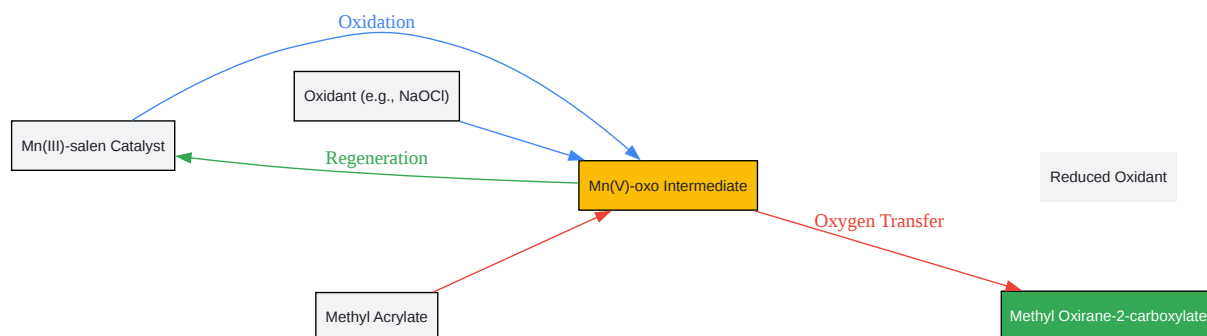 Oxidation
Oxidant (e.g., NaOCl)
Mn(III)-salen Catalyst
Regeneration
Mn(V)-oxo Intermediate
Reduced Oxidant
Oxygen Transfer
Methyl Acrylate
Methyl Oxirane-2-carboxylate